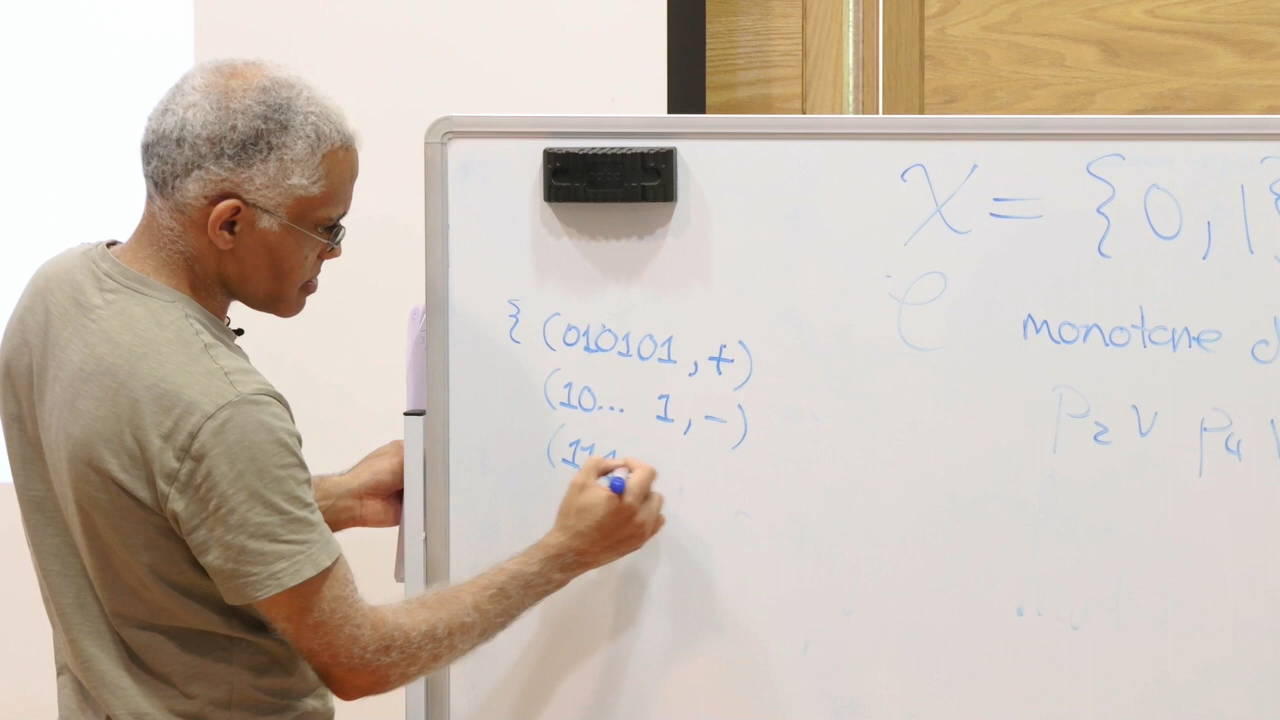 { (010101, +)
(10... 1, -)
(11
X = {0, 1}
C monotone d
P₂ ∨ P₄ ∨